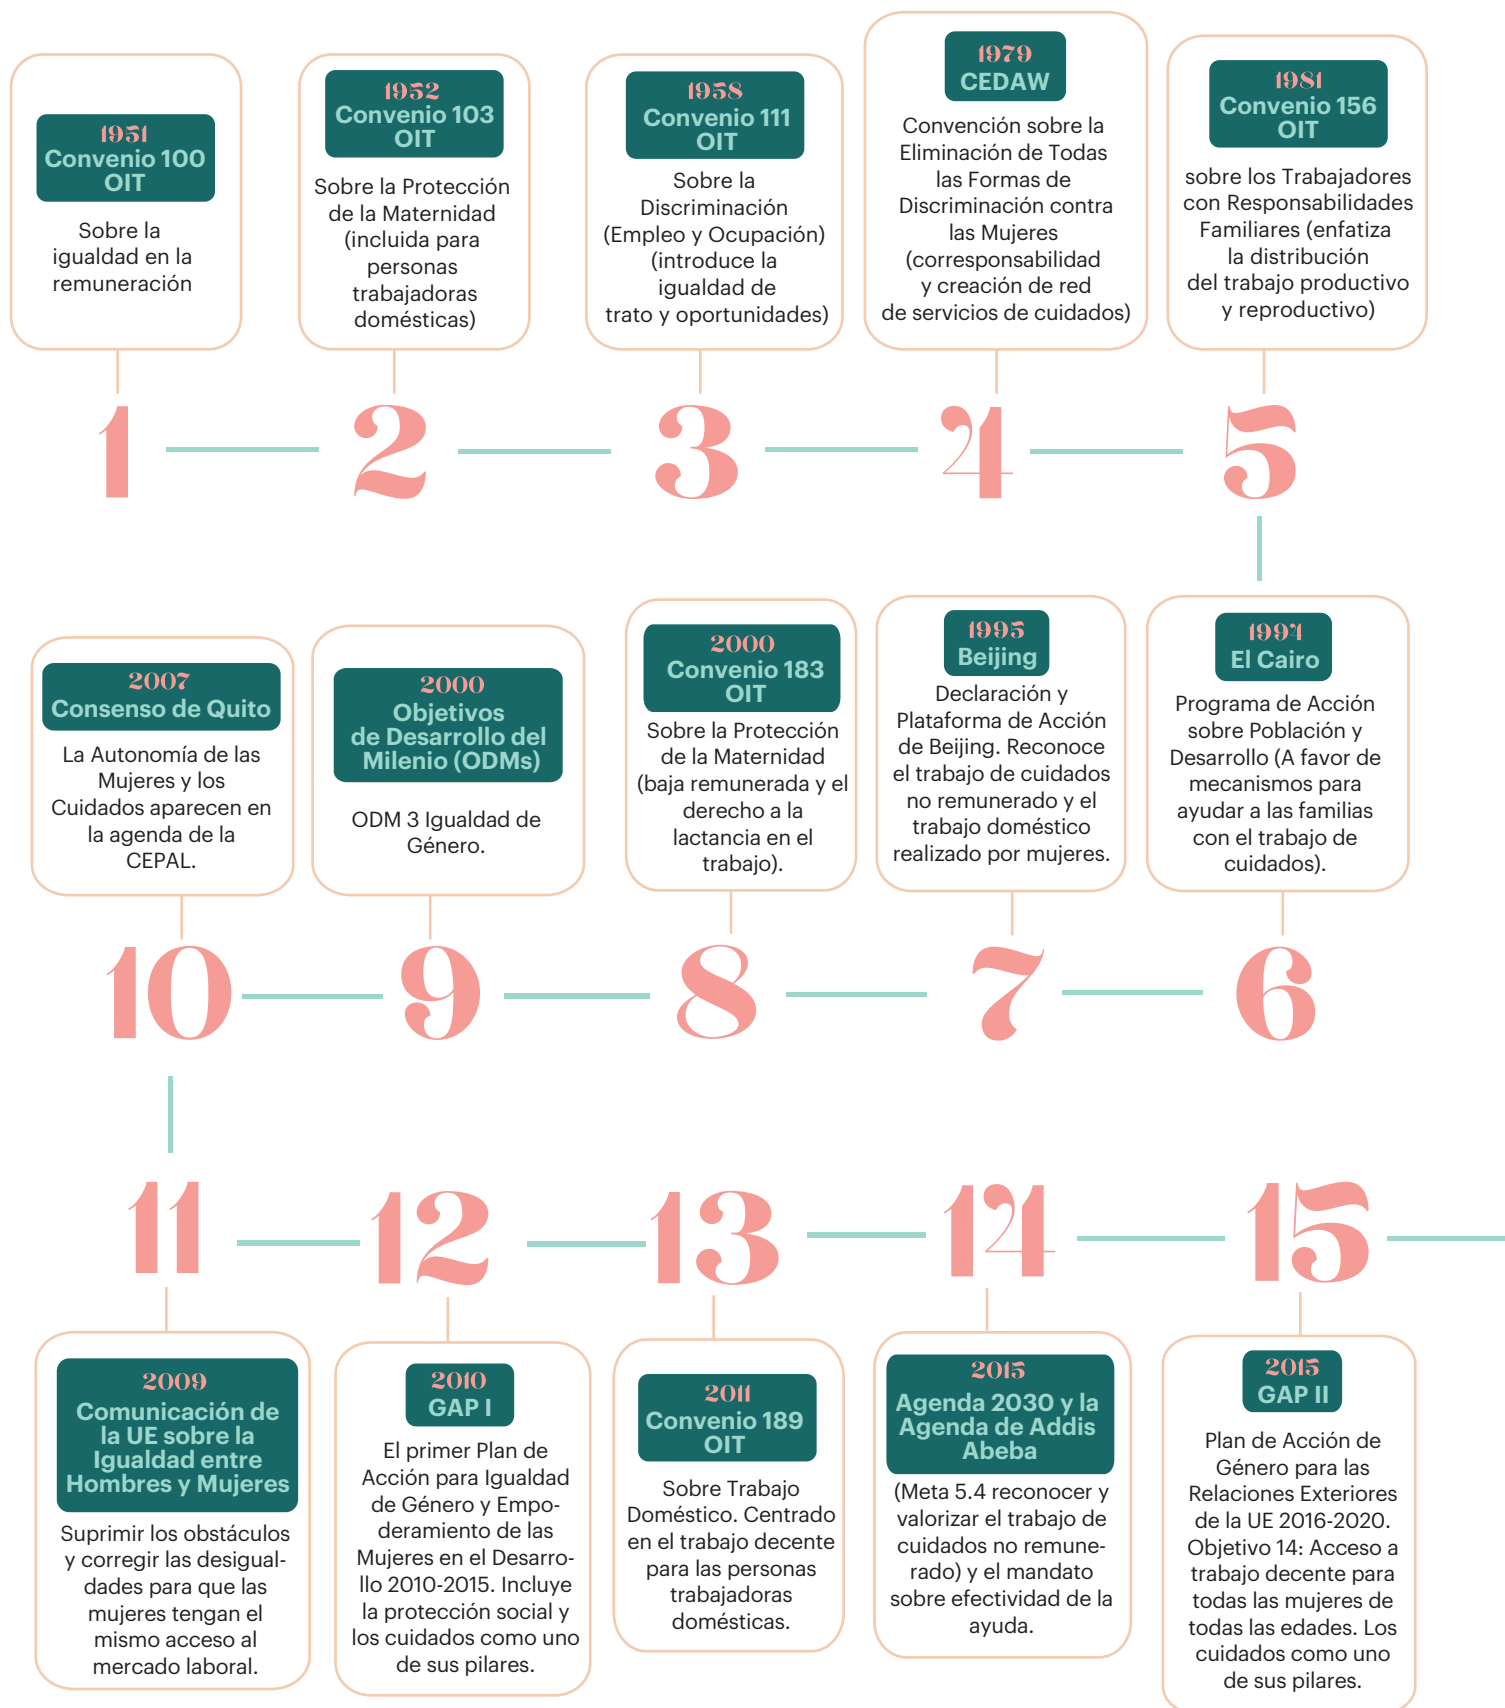 1951
Convenio 100
OIT
Sobre la
igualdad en la
remuneración
1952
Convenio 103
OIT
Sobre la Protección
de la Maternidad
(incluida para
personas
trabajadoras
domésticas)
1958
Convenio 111
OIT
Sobre la
Discriminación
(Empleo y Ocupación)
(introduce la
igualdad de
trato y oportunidades)
1979
CEDAW
Convención sobre la
Eliminación de Todas
las Formas de
Discriminación contra
las Mujeres
(corresponsabilidad
y creación de red
de servicios de cuidados)
1981
Convenio 156
OIT
sobre los Trabajadores
con Responsabilidades
Familiares (enfatiza
la distribución
del trabajo productivo
y reproductivo)
1
2
3
4
5
1994
El Cairo
Programa de Acción
sobre Población y
Desarrollo (A favor de
mecanismos para
ayudar a las familias
con el trabajo de
cuidados).
1995
Beijing
Declaración y
Plataforma de Acción
de Beijing. Reconoce
el trabajo de cuidados
no remunerado y el
trabajo doméstico
realizado por mujeres.
2000
Convenio 183
OIT
Sobre la Protección
de la Maternidad
(baja remunerada y el
derecho a la
lactancia en el
trabajo).
2000
Objetivos
de Desarrollo del
Milenio (ODMs)
ODM 3 Igualdad de
Género.
2007
Consenso de Quito
La Autonomía de las
Mujeres y los
Cuidados aparecen en
la agenda de la
CEPAL.
6
7
8
9
10
11
12
13
14
15
2009
Comunicación de
la UE sobre la
Igualdad entre
Hombres y Mujeres
Suprimir los obstáculos
y corregir las desigual-
dades para que las
mujeres tengan el
mismo acceso al
mercado laboral.
2010
GAP I
El primer Plan de
Acción para Igualdad
de Género y Empo-
deramiento de las
Mujeres en el Desarro-
llo 2010-2015. Incluye
la protección social y
los cuidados como uno
de sus pilares.
2011
Convenio 189
OIT
Sobre Trabajo
Doméstico. Centrado
en el trabajo decente
para las personas
trabajadoras
domésticas.
2015
Agenda 2030 y la
Agenda de Addis
Abeba
(Meta 5.4 reconocer y
valorizar el trabajo de
cuidados no remune-
rado) y el mandato
sobre efectividad de la
ayuda.
2015
GAP II
Plan de Acción de
Género para las
Relaciones Exteriores
de la UE 2016-2020.
Objetivo 14: Acceso a
trabajo decente para
todas las mujeres de
todas las edades. Los
cuidados como uno
de sus pilares.